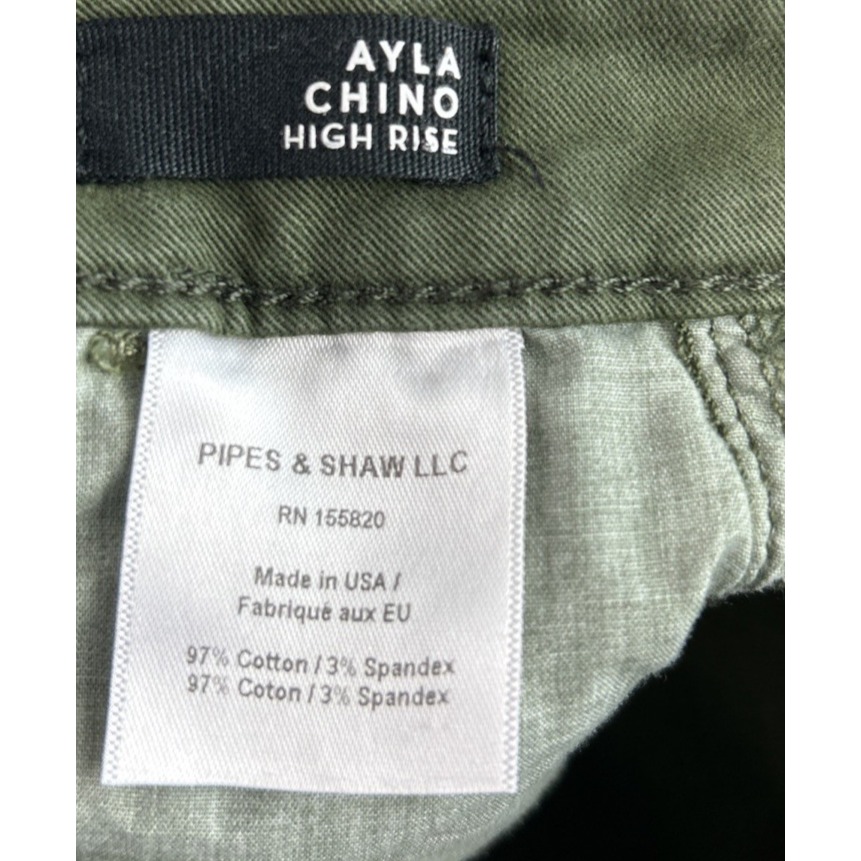 AYLA
CHINO
HIGH RISE
PIPES & SHAW LLC
RN 155820
Made in USA /
Fabrique aux EU
97% Cotton / 3% Spandex
97% Coton / 3% Spandex